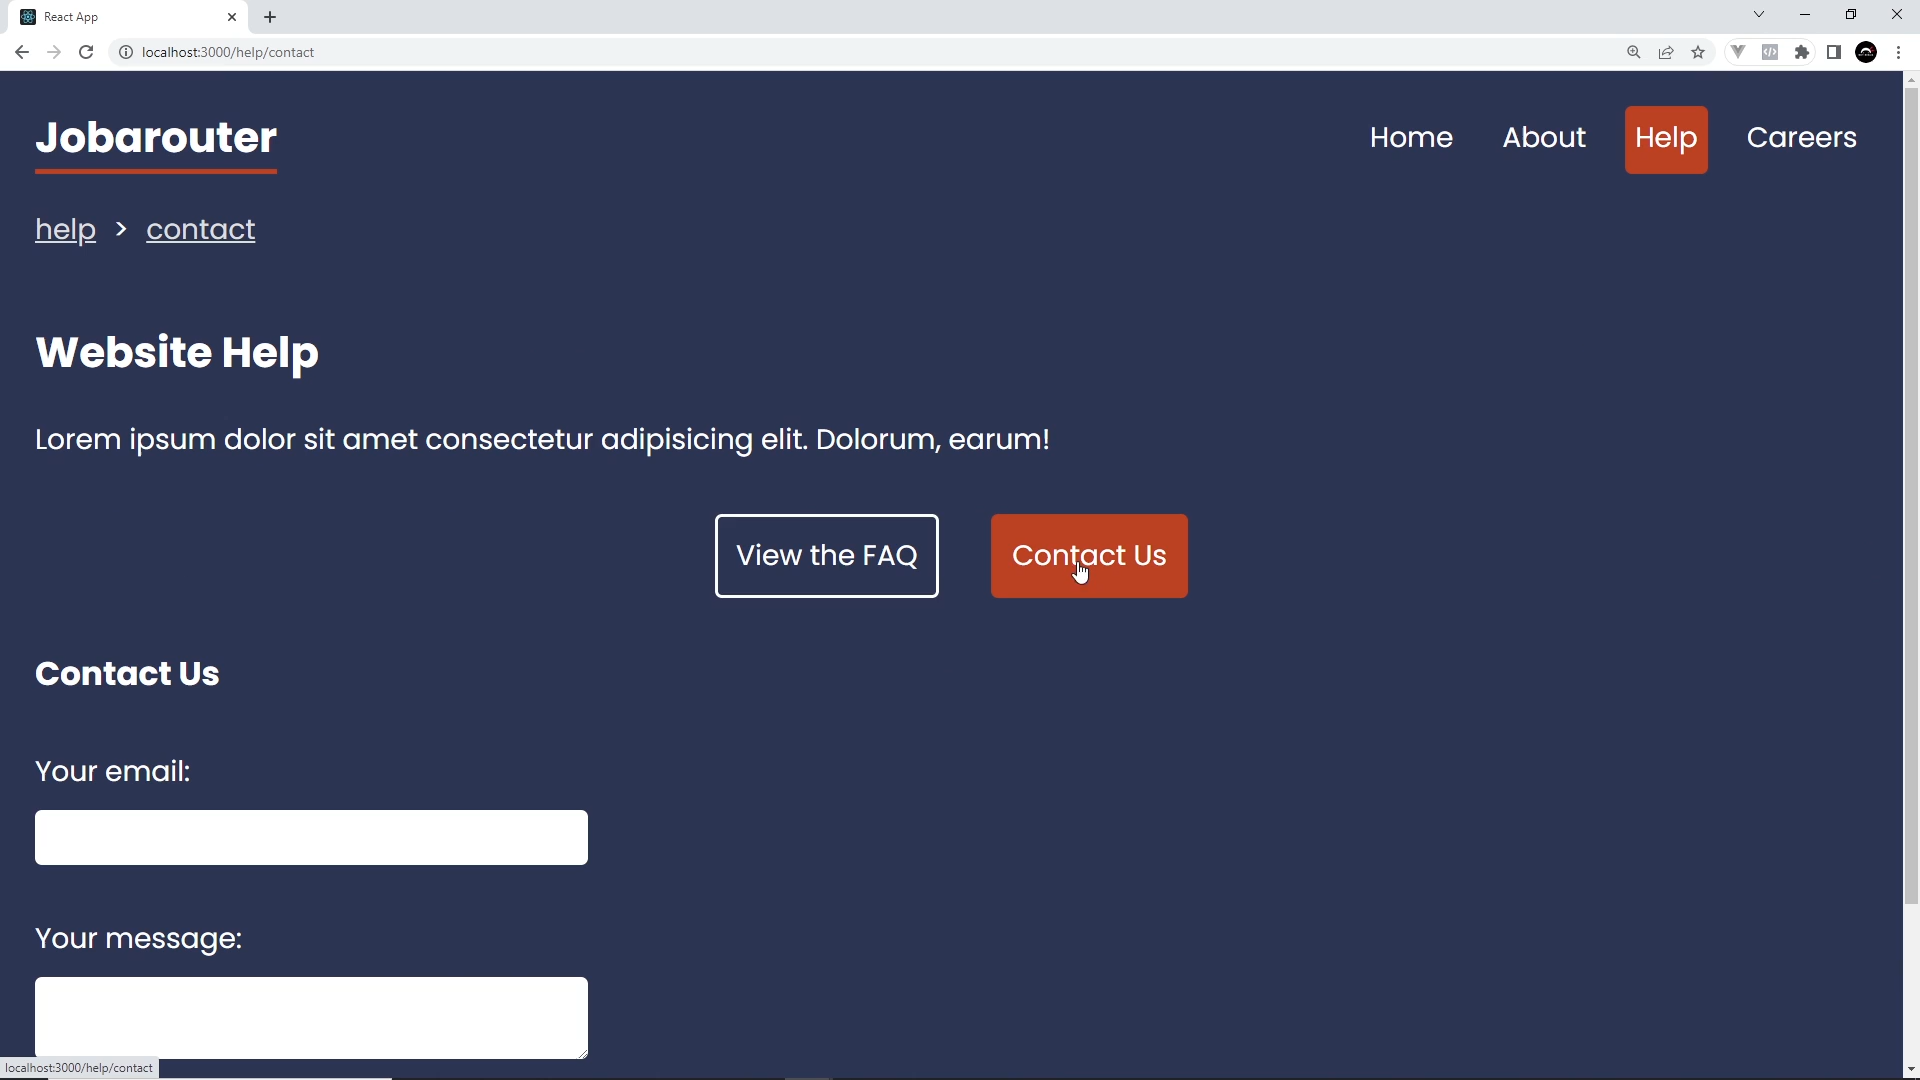 React App
localhost:3000/help/contact
Jobarouter
Home About Help Careers
help > contact
Website Help
Lorem ipsum dolor sit amet consectetur adipisicing elit. Dolorum, earum!
View the FAQ Contact Us
Contact Us
Your email:
Your message:
localhost:3000/help/contact